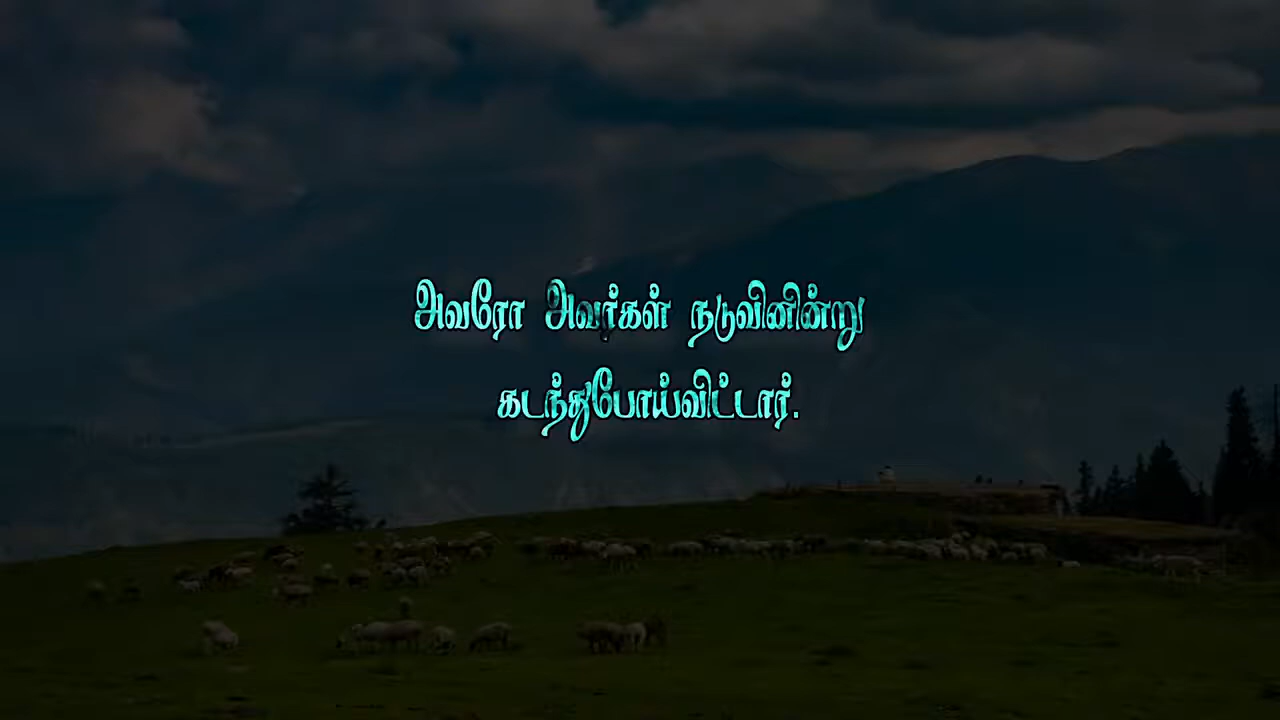 அவரோ அவர்கள் நடுவினின்று
கடந்துபோய்விட்டார்.